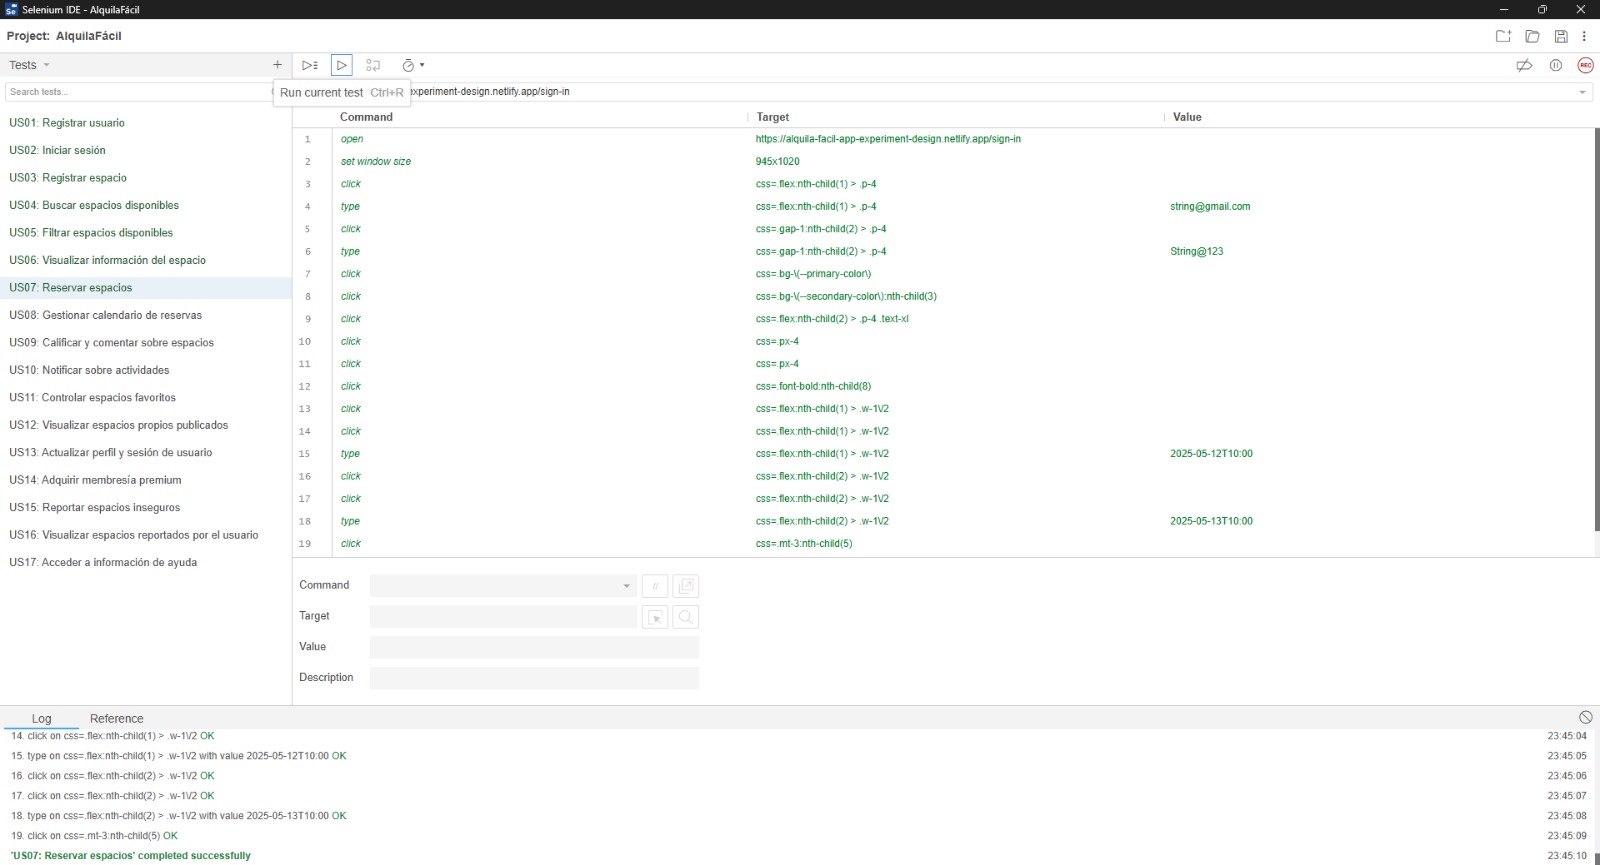 Selenium IDE - AlquilaFácil
Project: AlquilaFácil
Tests
Search tests...
Run current test Ctrl+R
experiment-design.netlify.app/sign-in
REC
US01: Registrar usuario
US02: Iniciar sesión
US03: Registrar espacio
US04: Buscar espacios disponibles
US05: Filtrar espacios disponibles
US06: Visualizar información del espacio
US07: Reservar espacios
US08: Gestionar calendario de reservas
US09: Calificar y comentar sobre espacios
US10: Notificar sobre actividades
US11: Controlar espacios favoritos
US12: Visualizar espacios propios publicados
US13: Actualizar perfil y sesión de usuario
US14: Adquirir membresía premium
US15: Reportar espacios inseguros
US16: Visualizar espacios reportados por el usuario
US17: Acceder a información de ayuda
Command Target Value
1 open https://alquila-facil-app-experiment-design.netlify.app/sign-in
2 set window size 945x1020
3 click css=.flex:nth-child(1) > .p-4
4 type css=.flex:nth-child(1) > .p-4 string@gmail.com
5 click css=.gap-1:nth-child(2) > .p-4
6 type css=.gap-1:nth-child(2) > .p-4 String@123
7 click css=.bg-\(--primary-color\)
8 click css=.bg-\(--secondary-color\):nth-child(3)
9 click css=.flex:nth-child(2) > .p-4 .text-xl
10 click css=.px-4
11 click css=.px-4
12 click css=.font-bold:nth-child(8)
13 click css=.flex:nth-child(1) > .w-1\/2
14 click css=.flex:nth-child(1) > .w-1\/2
15 type css=.flex:nth-child(1) > .w-1\/2 2025-05-12T10:00
16 click css=.flex:nth-child(2) > .w-1\/2
17 click css=.flex:nth-child(2) > .w-1\/2
18 type css=.flex:nth-child(2) > .w-1\/2 2025-05-13T10:00
19 click css=.mt-3:nth-child(5)
Command //
Target
Value
Description
Log Reference
14. click on css=.flex:nth-child(1) > .w-1\/2 OK 23:45:04
15. type on css=.flex:nth-child(1) > .w-1\/2 with value 2025-05-12T10:00 OK 23:45:05
16. click on css=.flex:nth-child(2) > .w-1\/2 OK 23:45:06
17. click on css=.flex:nth-child(2) > .w-1\/2 OK 23:45:07
18. type on css=.flex:nth-child(2) > .w-1\/2 with value 2025-05-13T10:00 OK 23:45:08
19. click on css=.mt-3:nth-child(5) OK 23:45:09
'US07: Reservar espacios' completed successfully 23:45:10